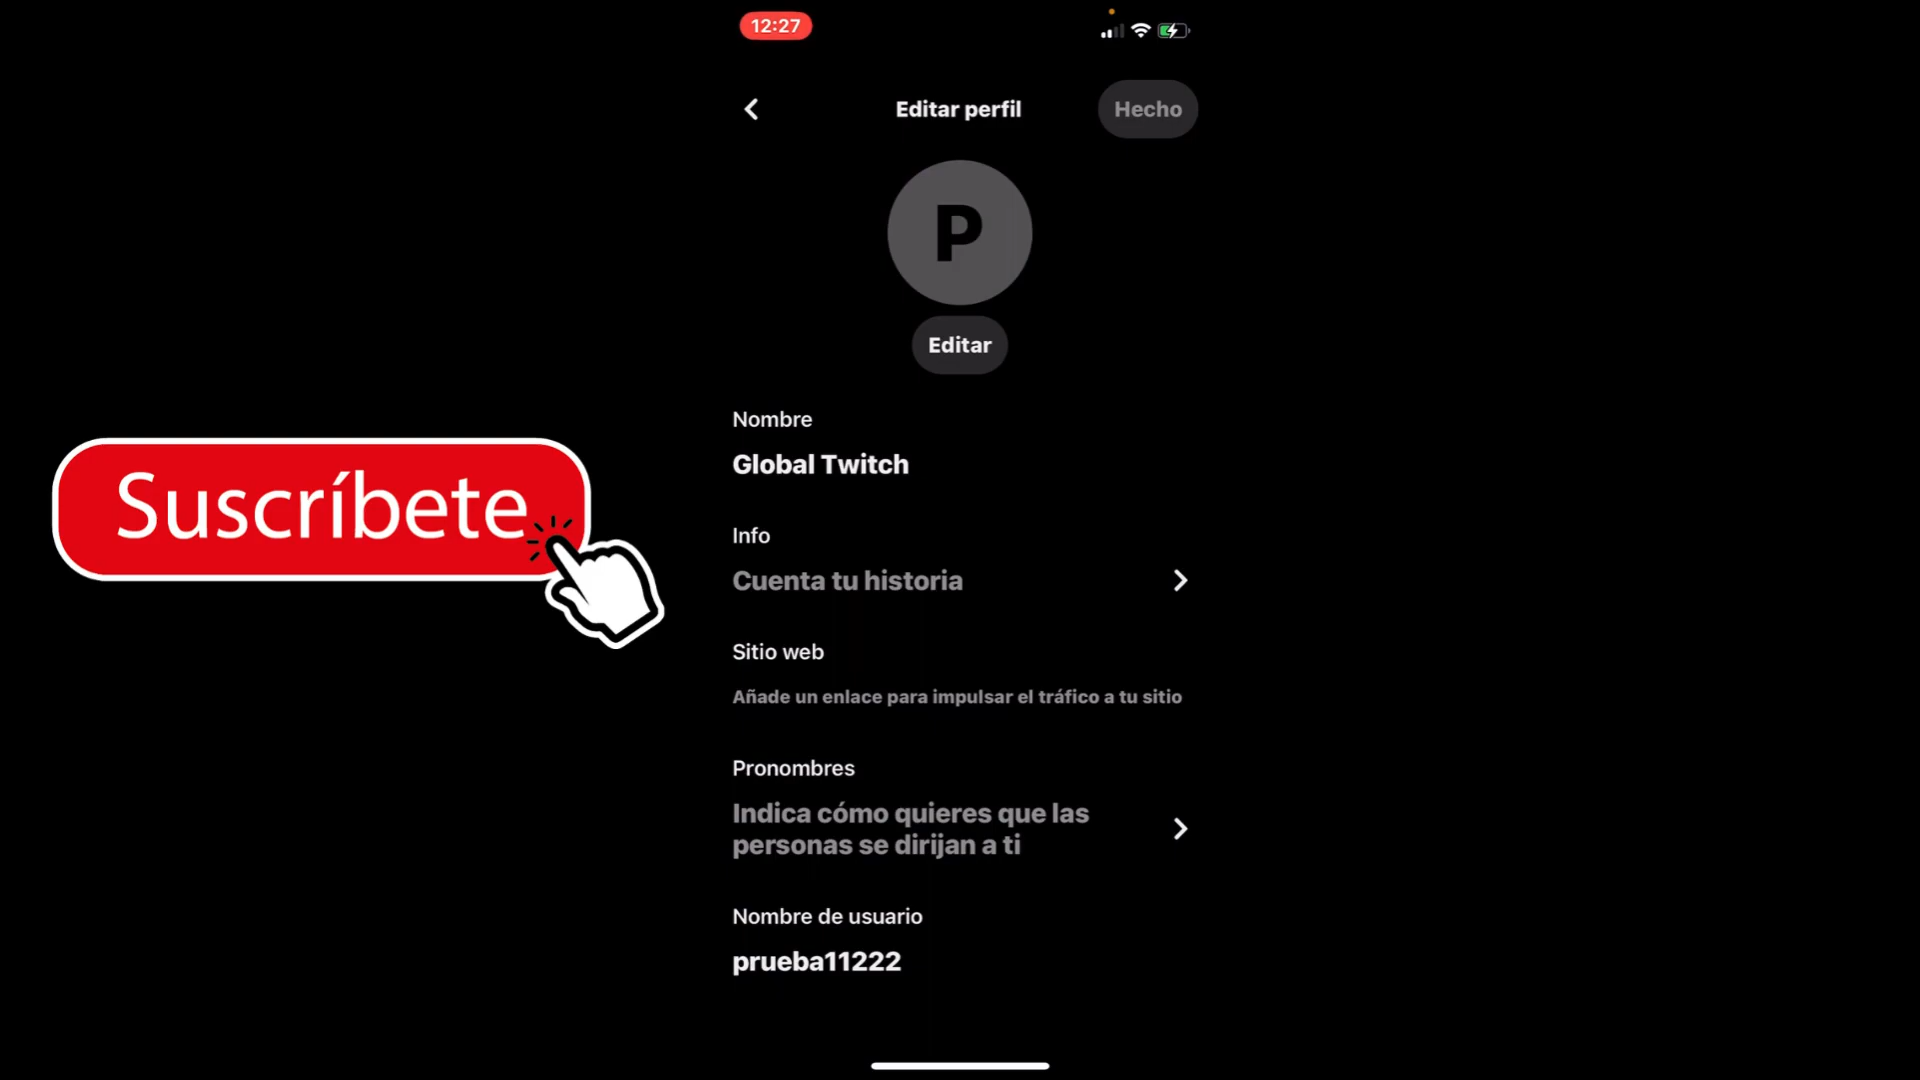 12:27
Editar perfil
Hecho
P
Editar
Nombre
Global Twitch
Info
Cuenta tu historia
Suscríbete
Sitio web
Añade un enlace para impulsar el tráfico a tu sitio
Pronombres
Indica cómo quieres que las
personas se dirijan a ti
Nombre de usuario
prueba11222